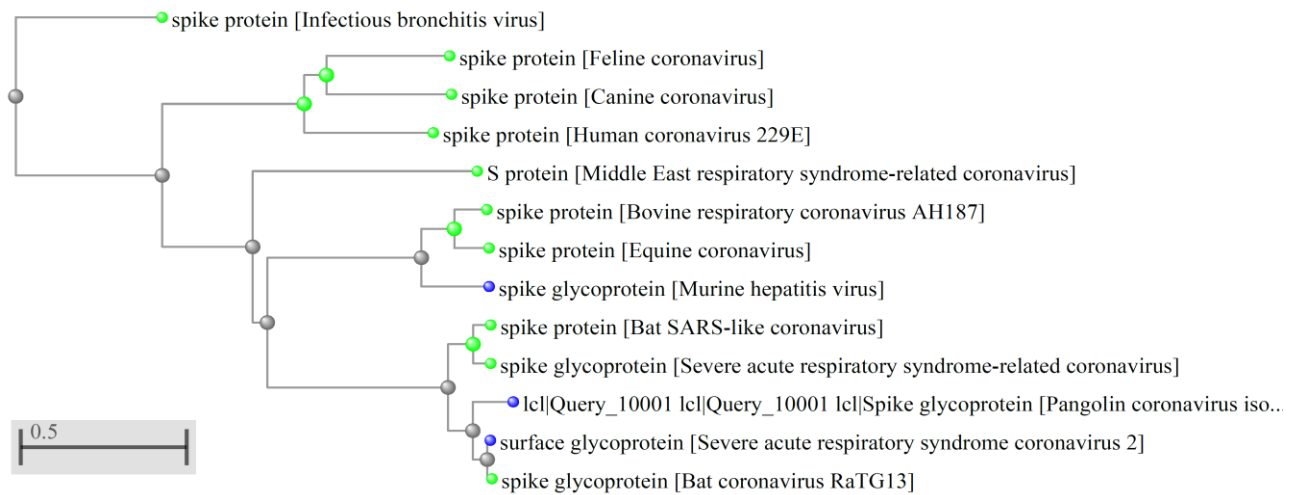 spike protein [Infectious bronchitis virus]
spike protein [Feline coronavirus]
spike protein [Canine coronavirus]
spike protein [Human coronavirus 229E]
S protein [Middle East respiratory syndrome-related coronavirus]
spike protein [Bovine respiratory coronavirus AH187]
spike protein [Equine coronavirus]
spike glycoprotein [Murine hepatitis virus]
spike protein [Bat SARS-like coronavirus]
spike glycoprotein [Severe acute respiratory syndrome-related coronavirus]
lcl|Query_10001 lcl|Query_10001 lcl|Spike glycoprotein [Pangolin coronavirus iso...
surface glycoprotein [Severe acute respiratory syndrome coronavirus 2]
spike glycoprotein [Bat coronavirus RaTG13]
0.5